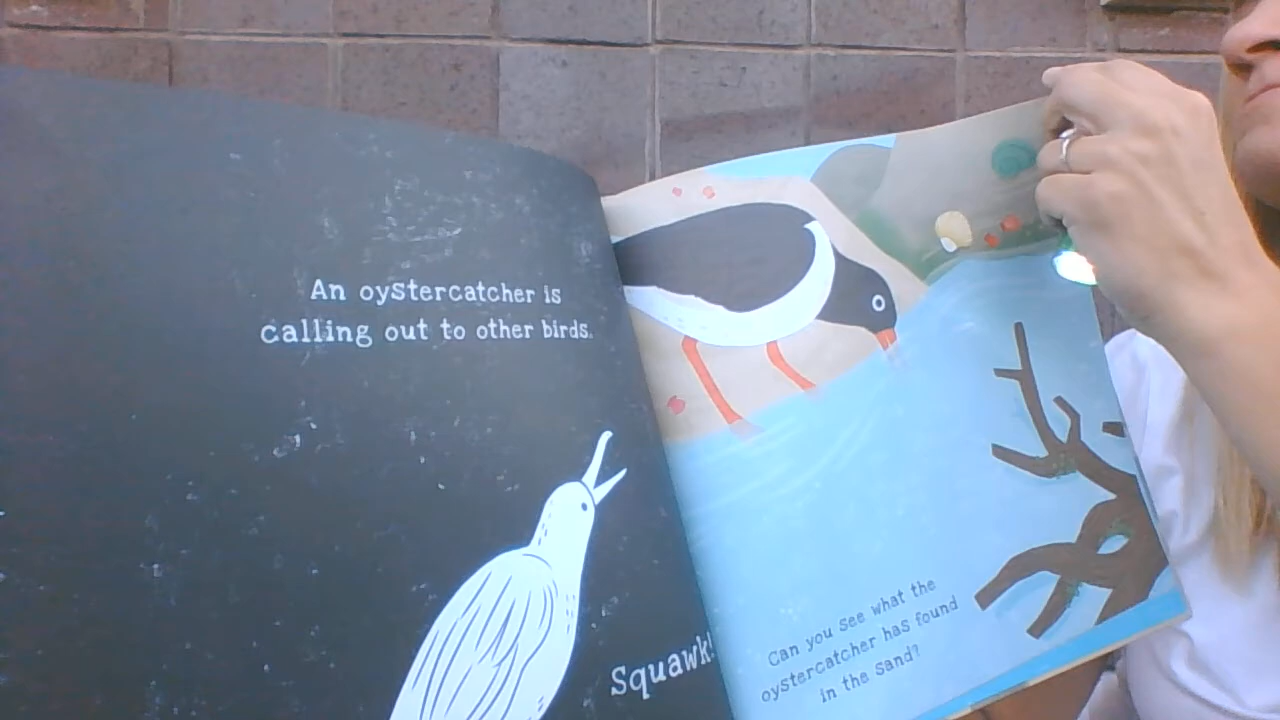 An oystercatcher is
calling out to other birds.
Squawk!
Can you see what the
oystercatcher has found
in the sand?